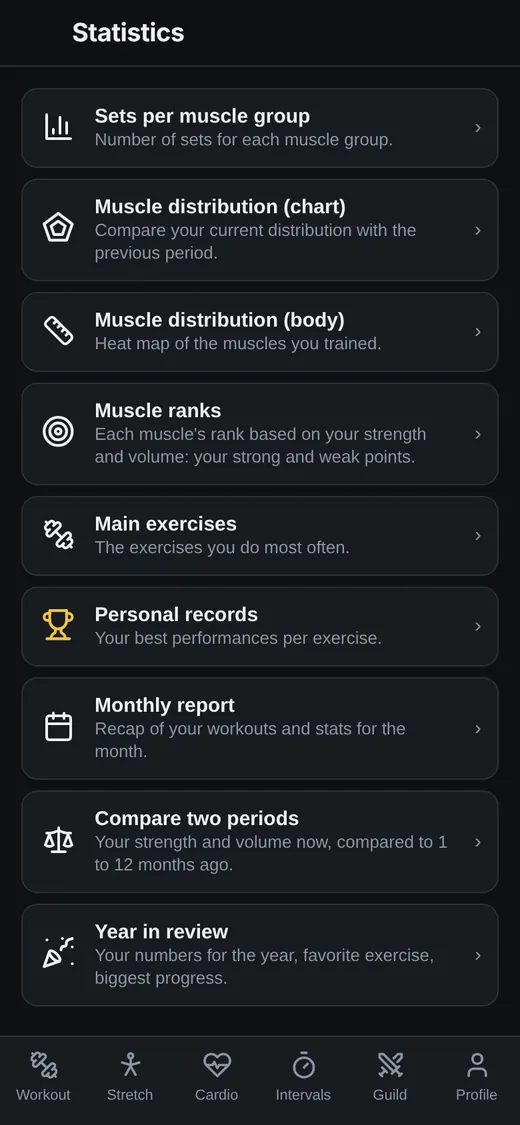 Statistics
Sets per muscle group
Number of sets for each muscle group.
Muscle distribution (chart)
Compare your current distribution with the
previous period.
Muscle distribution (body)
Heat map of the muscles you trained.
Muscle ranks
Each muscle's rank based on your strength
and volume: your strong and weak points.
Main exercises
The exercises you do most often.
Personal records
Your best performances per exercise.
Monthly report
Recap of your workouts and stats for the
month.
Compare two periods
Your strength and volume now, compared to 1
to 12 months ago.
Year in review
Your numbers for the year, favorite exercise,
biggest progress.
Workout Stretch Cardio Intervals Guild Profile